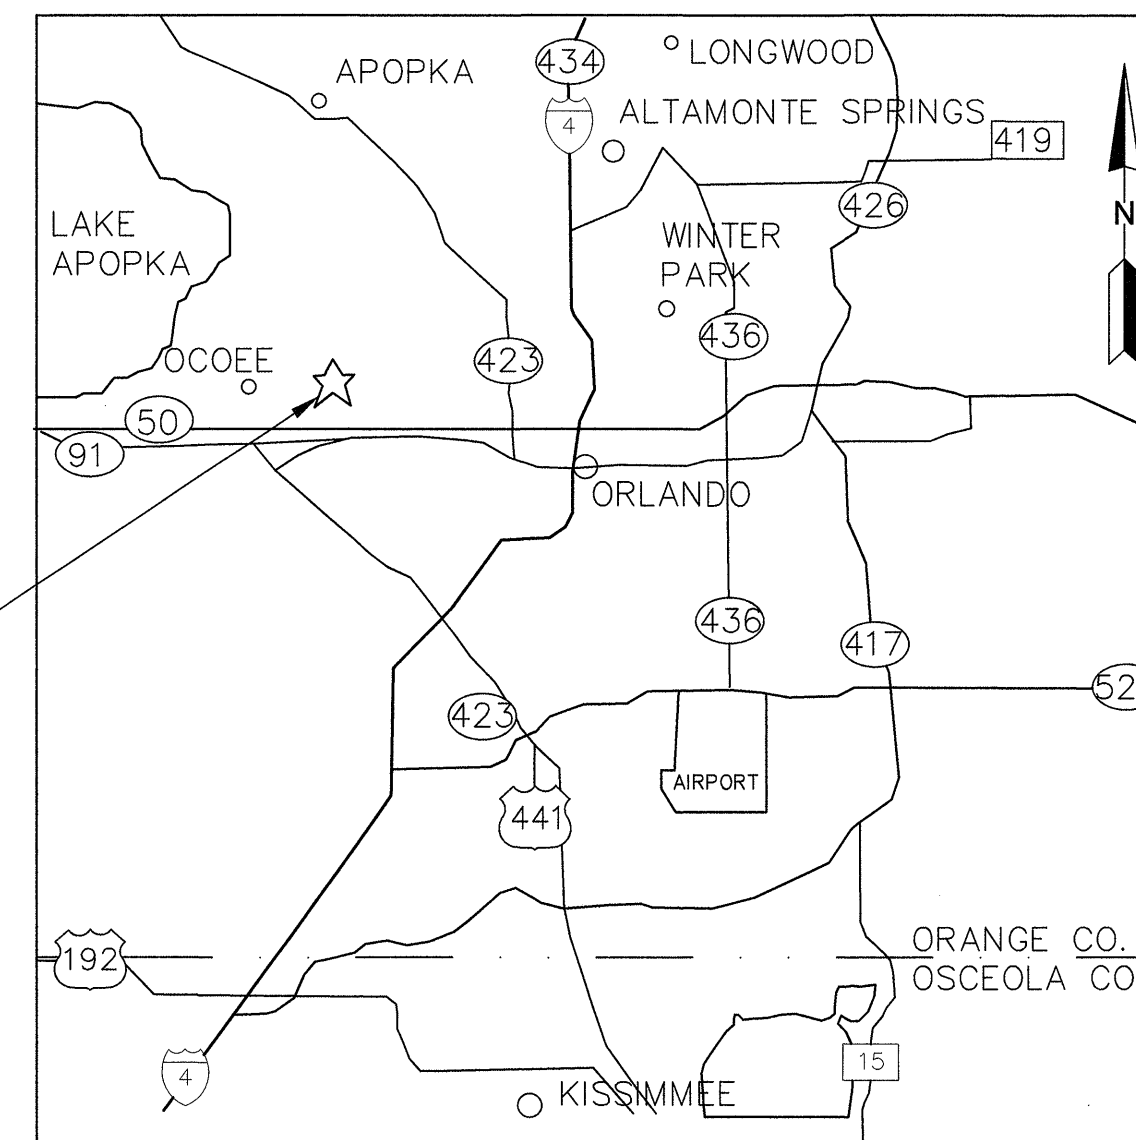 434
LONGWOOD
APOPKA
4
ALTAMONTE SPRINGS
419
426
N
LAKE
APOPKA
WINTER
PARK
436
OCOEE
423
50
91
ORLANDO
436
417
52
423
AIRPORT
441
ORANGE CO.
192
OSCEOLA CO
15
4
KISSIMMEE